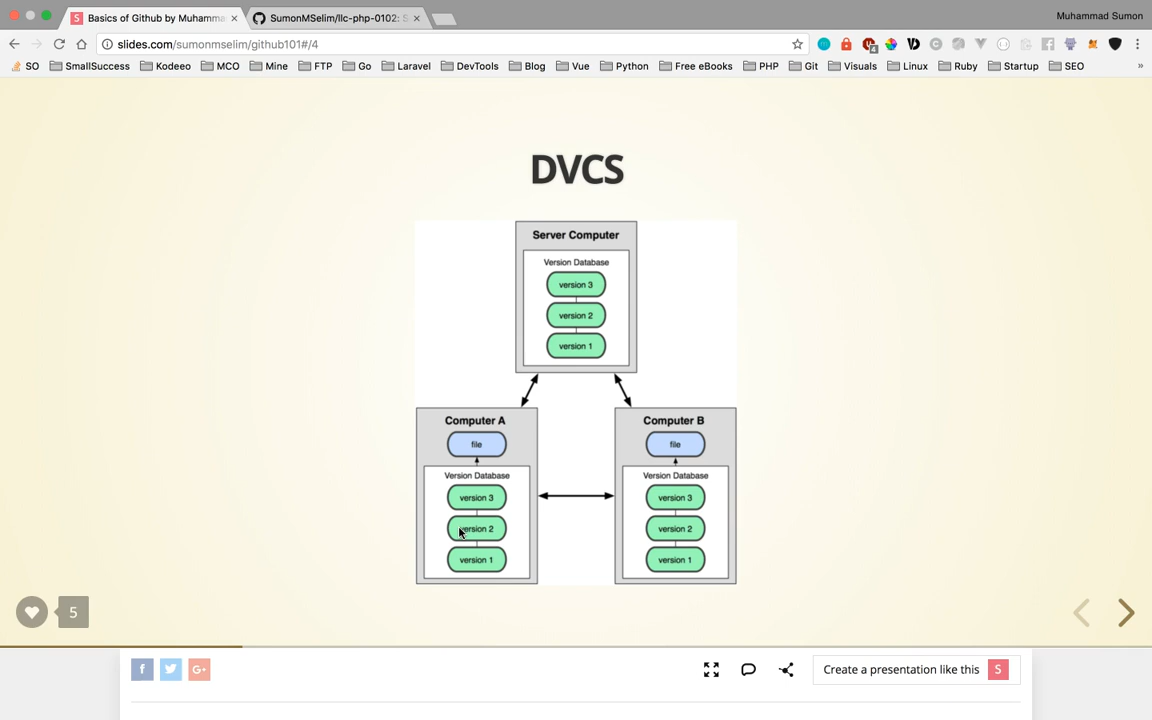 Basics of Github by Muhamma
SumonMSelim/llc-php-0102: S
Muhammad Sumon
slides.com/sumonmselim/github101#/4
4
SO SmallSuccess Kodeeo MCO Mine FTP Go Laravel DevTools Blog Vue Python Free eBooks PHP Git Visuals Linux Ruby Startup SEO »
DVCS
Server Computer
Version Database
version 3
version 2
version 1
Computer A
file
Version Database
version 3
version 2
version 1
Computer B
file
Version Database
version 3
version 2
version 1
5
f G+
Create a presentation like this S